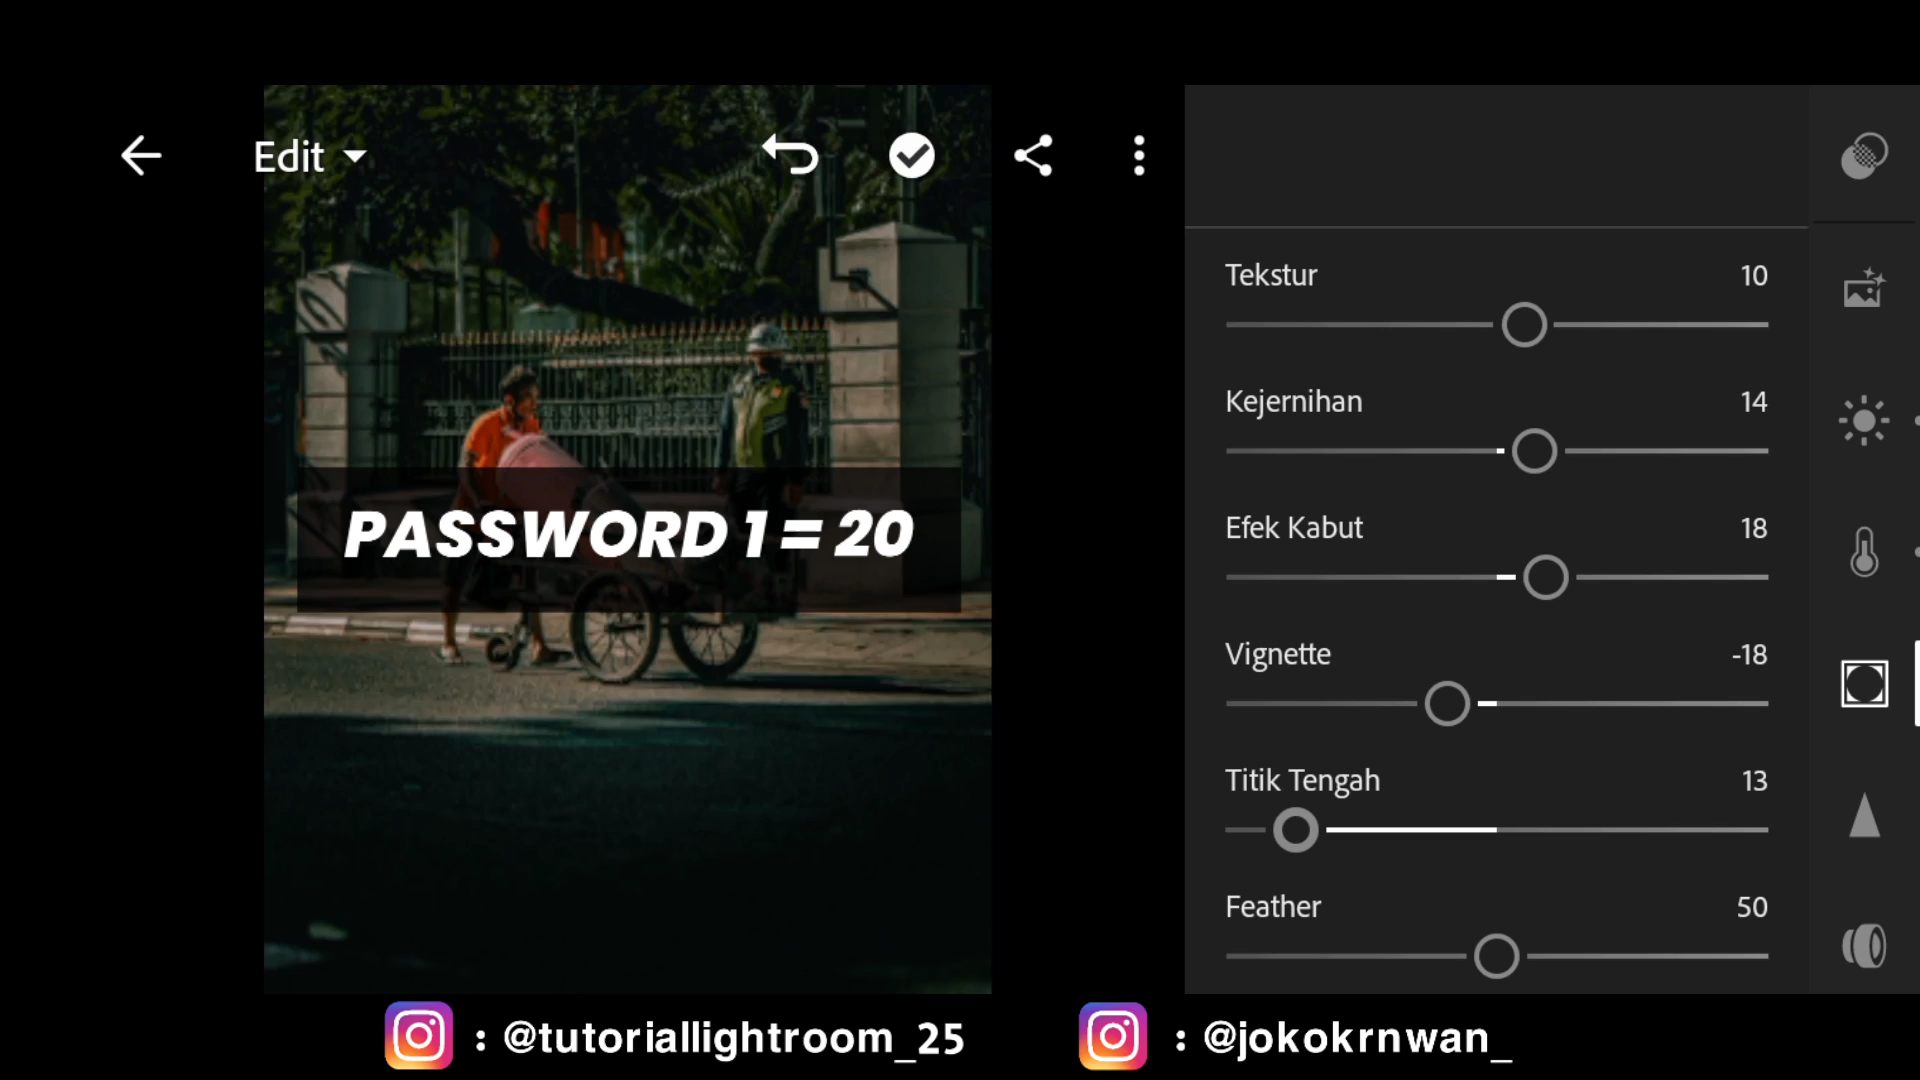 Edit
Tekstur 10
Kejernihan 14
Efek Kabut 18
Vignette -18
Titik Tengah 13
Feather 50
PASSWORD 1 = 20
: @tutoriallightroom_25
: @jokokrnwan_